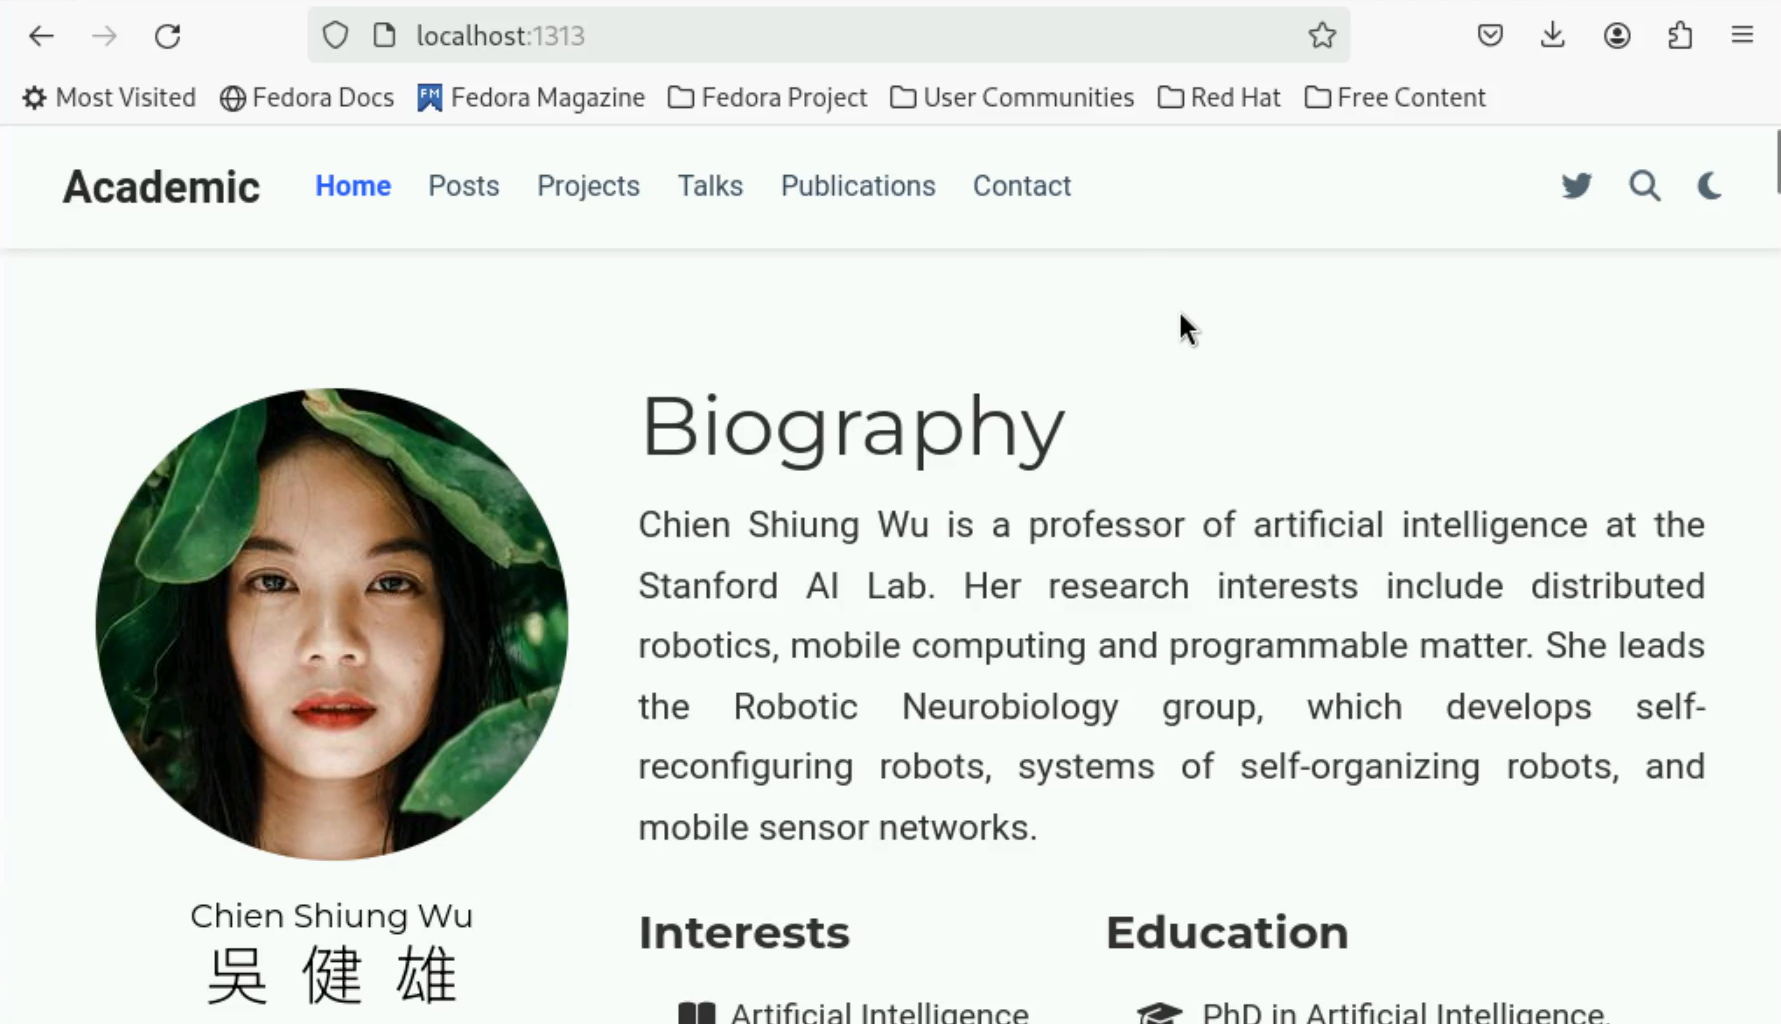 localhost:1313
Most Visited Fedora Docs FM Fedora Magazine Fedora Project User Communities Red Hat Free Content
Academic Home Posts Projects Talks Publications Contact
Biography
Chien Shiung Wu is a professor of artificial intelligence at the
Stanford AI Lab. Her research interests include distributed
robotics, mobile computing and programmable matter. She leads
the Robotic Neurobiology group, which develops self-
reconfiguring robots, systems of self-organizing robots, and
mobile sensor networks.
Chien Shiung Wu
吳健雄
Interests
Artificial Intelligence
Education
PhD in Artificial Intelligence,